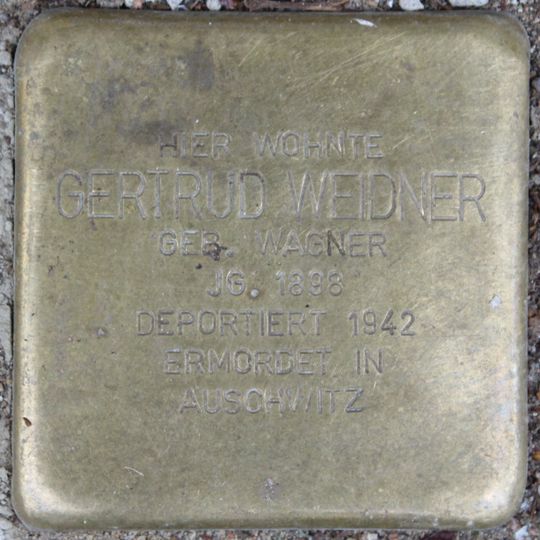 HIER WOHNTE
GERTRUD WEIDNER
GEB. WAGNER
JG. 1898
DEPORTIERT 1942
ERMORDET IN
AUSCHWITZ